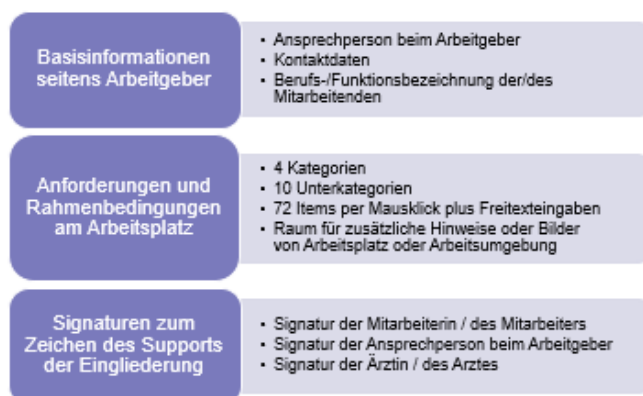 Basisinformationen
seitens Arbeitgeber
• Ansprechperson beim Arbeitgeber
• Kontaktdaten
• Berufs-/Funktionsbezeichnung der/des
Mitarbeitenden
Anforderungen und
Rahmenbedingungen
am Arbeitsplatz
• 4 Kategorien
• 10 Unterkategorien
• 72 Items per Mausklick plus Freitexteingaben
• Raum für zusätzliche Hinweise oder Bilder
von Arbeitsplatz oder Arbeitsumgebung
Signaturen zum
Zeichen des Supports
der Eingliederung
• Signatur der Mitarbeiterin / des Mitarbeiters
• Signatur der Ansprechperson beim Arbeitgeber
• Signatur der Ärztin / des Arztes